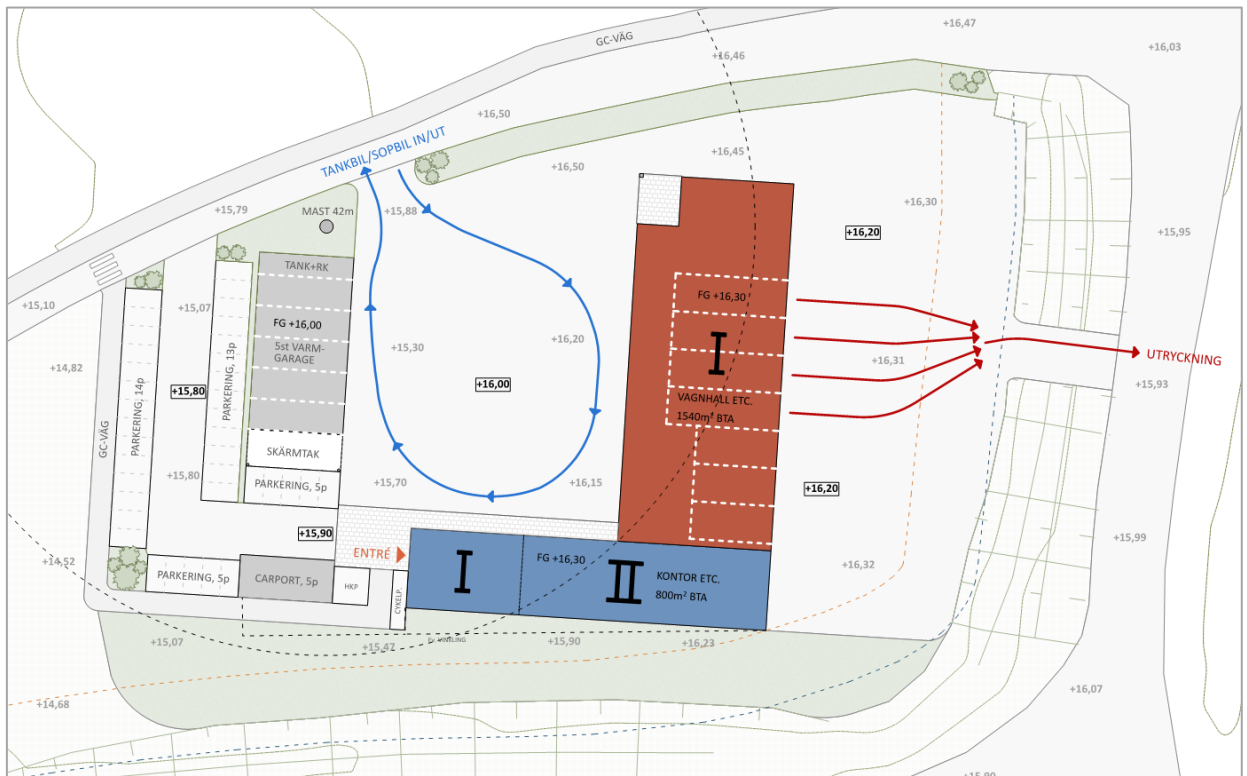 +16,47
GC-VÄG
+16,03
+16,46
+16,50
TANKBIL/SOPBIL IN/UT
+16,45
+16,50
+15,79
MAST 42m
+15,88
+16,30
+16,20
+15,95
TANK+RK
+15,10
+15,07
FG +16,30
FG +16,00
5st VARM-
GARAGE
+15,30
+16,20
+16,31
UTRYCKNING
+14,82
+15,80
PARKERING, 13p
PARKERING, 14p
+16,00
+15,93
I
VAGNHALL ETC.
1540m² BTA
GC-VÄG
SKÄRMTAK
+15,80
PARKERING, 5p
+15,70
+16,15
+16,20
+15,90
+15,99
ENTRÉ
+14,52
FG +16,30
+16,32
PARKERING, 5p
CARPORT, 5p
HKP
CYKELP.
I
II
KONTOR ETC.
800m² BTA
+15,07
+15,47
+15,90
+16,23
+16,07
+14,68